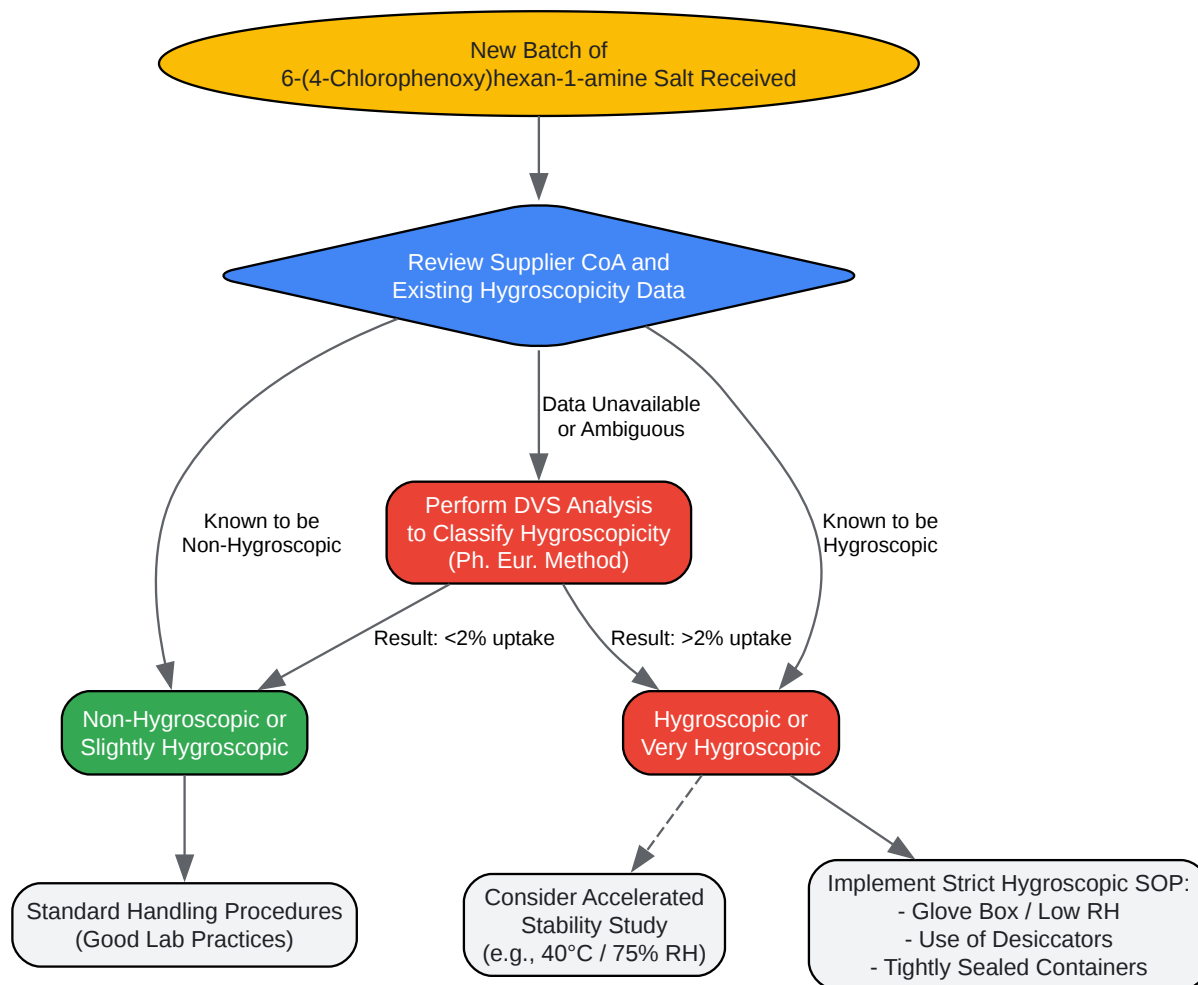 New Batch of
6-(4-Chlorophenoxy)hexan-1-amine Salt Received
Review Supplier CoA and
Existing Hygroscopicity Data
Data Unavailable
or Ambiguous
Perform DVS Analysis
to Classify Hygroscopicity
(Ph. Eur. Method)
Known to be
Non-Hygroscopic
Known to be
Hygroscopic
Result: <2% uptake
Result: >2% uptake
Non-Hygroscopic or
Slightly Hygroscopic
Hygroscopic or
Very Hygroscopic
Standard Handling Procedures
(Good Lab Practices)
Consider Accelerated
Stability Study
(e.g., 40°C / 75% RH)
Implement Strict Hygroscopic SOP:
- Glove Box / Low RH
- Use of Desiccators
- Tightly Sealed Containers